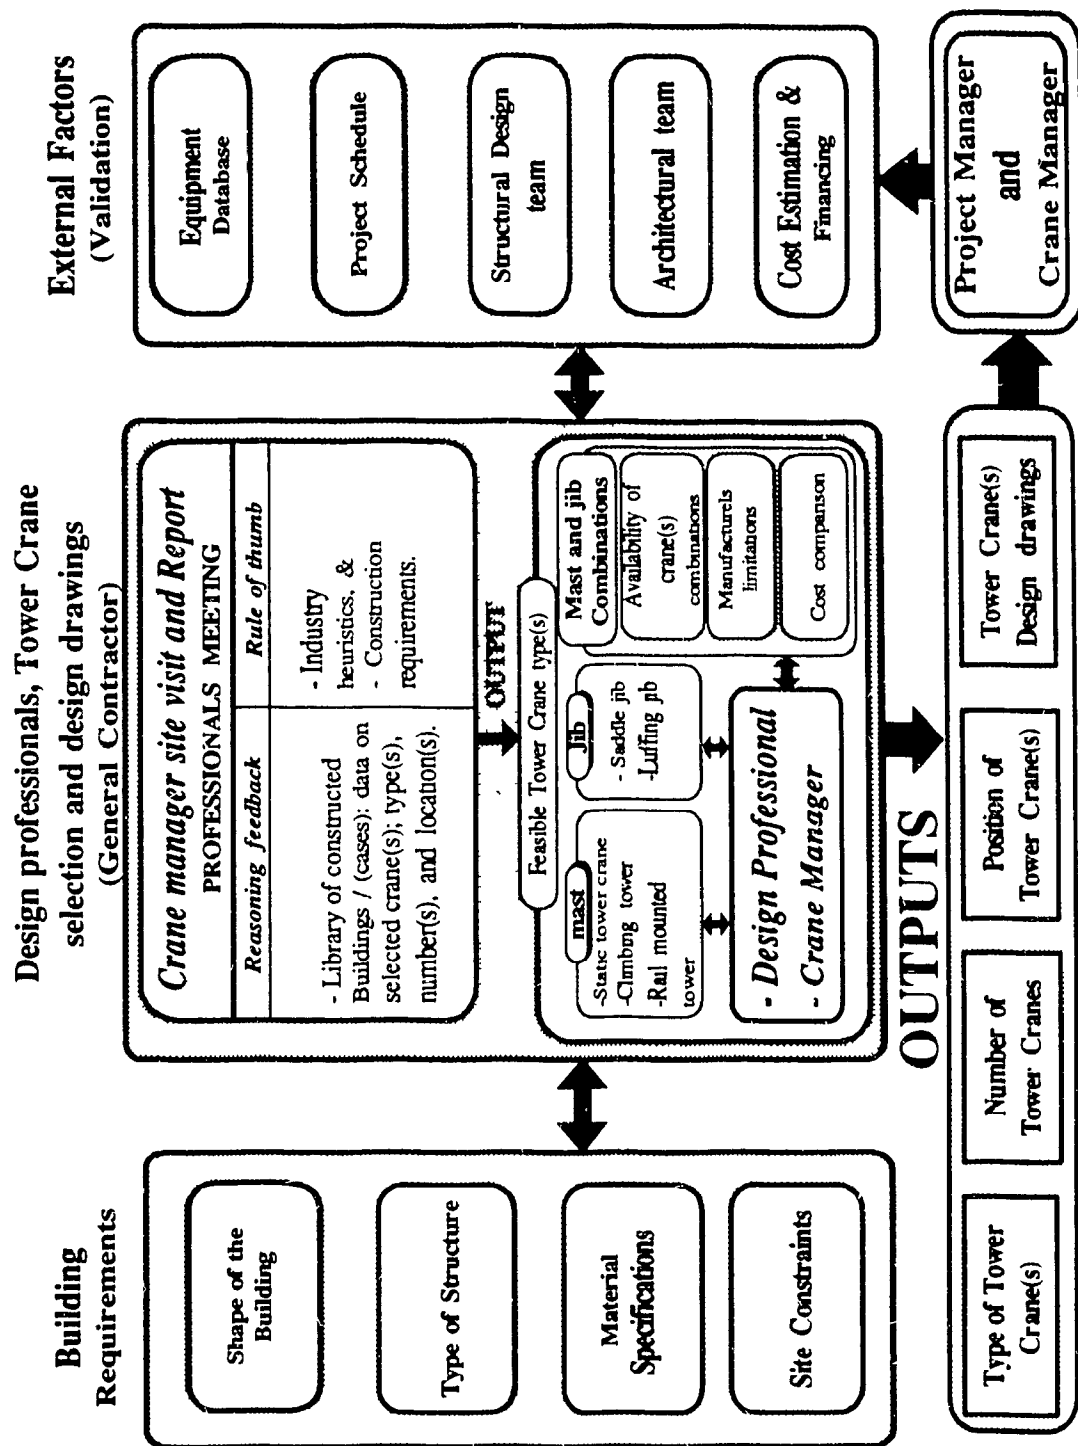 Building
Requirements
Shape of the
Building
Type of Structure
Material
Specifications
Site Constraints
Design professionals, Tower Crane
selection and design drawings
(General Contractor)
Crane manager site visit and Report
PROFESSIONALS MEETING
Reasoning feedback
- Library of constructed
Buildings / (cases): data on
selected crane(s); type(s),
number(s), and location(s).
Rule of thumb
- Industry
heuristics, &
- Construction
requirements.
OUTPUT
Feasible Tower Crane type(s)
mast
-Static tower crane
-Climbing tower
-Rail mounted
tower
Jib
- Saddle jib
-Luffing jib
Mast and jib
Combinations
Availability of
crane(s)
combinations
Manufacturels
limitations
Cost comparison
- Design Professional
- Crane Manager
External Factors
(Validation)
Equipment
Database
Project Schedule
Structural Design
team
Architectural team
Cost Estimation &
Financing
OUTPUTS
Type of Tower
Crane(s)
Number of
Tower Cranes
Position of
Tower Crane(s)
Tower Crane(s)
Design drawings
Project Manager
and
Crane Manager